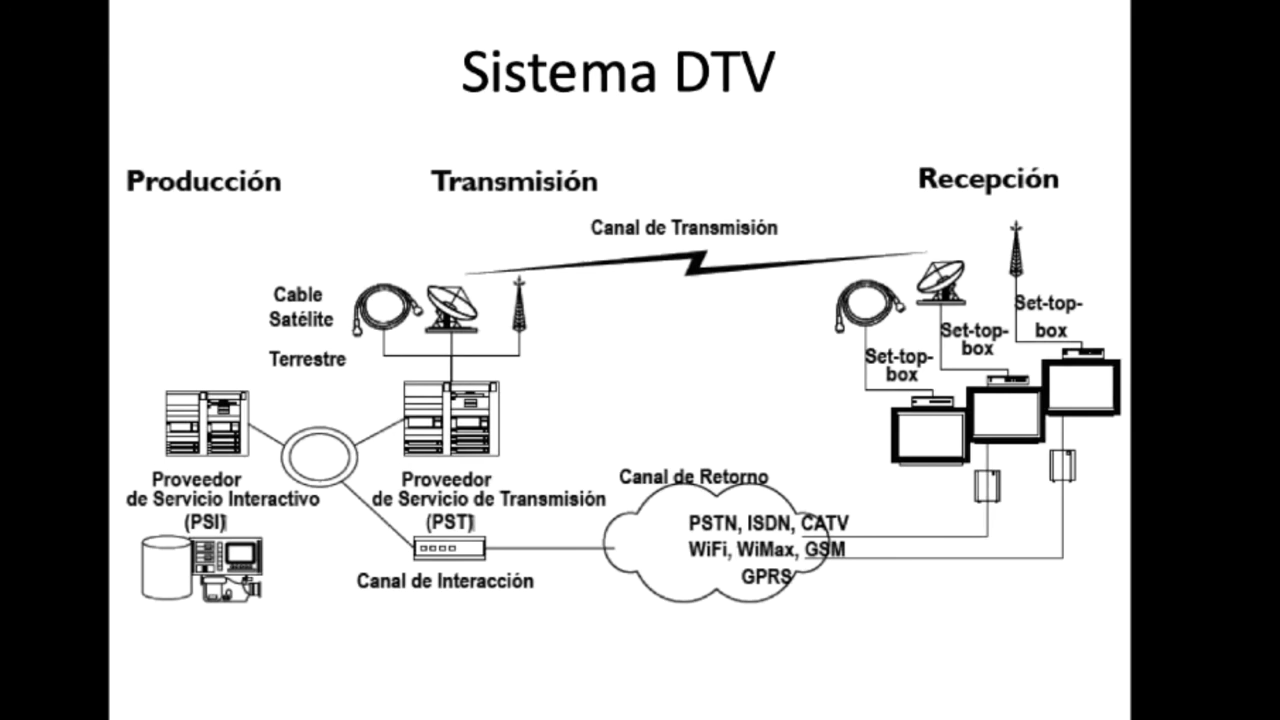 Sistema DTV
Producción
Transmisión
Recepción
Canal de Transmisión
Cable
Satélite
Terrestre
Set-top-
box
Set-top-
box
Set-top-
box
Proveedor
de Servicio Interactivo
(PSI)
Proveedor
de Servicio de Transmisión
(PST)
Canal de Interacción
Canal de Retorno
PSTN, ISDN, CATV
WiFi, WiMax, GSM
GPRS